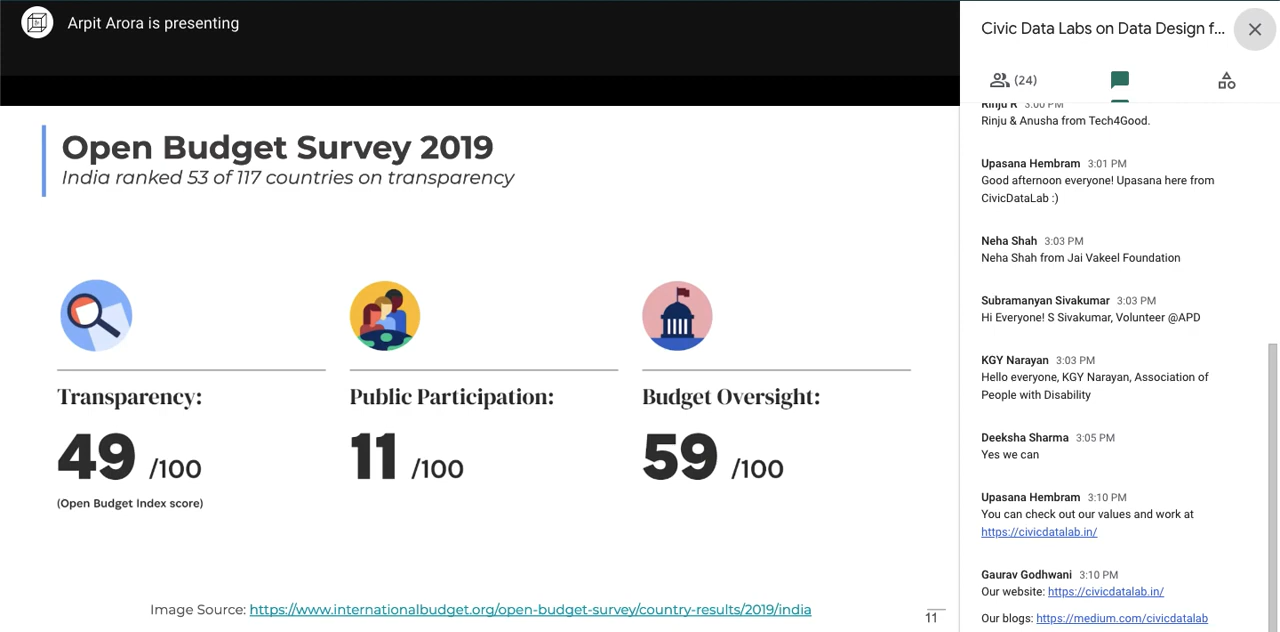 Arpit Arora is presenting
Open Budget Survey 2019
India ranked 53 of 117 countries on transparency
Transparency:
49 /100
(Open Budget Index score)
Public Participation:
11 /100
Budget Oversight:
59 /100
Image Source: https://www.internationalbudget.org/open-budget-survey/country-results/2019/india
11
Civic Data Labs on Data Design f...
(24)
Rinju R 3:00 PM
Rinju & Anusha from Tech4Good.
Upasana Hembram 3:01 PM
Good afternoon everyone! Upasana here from
CivicDataLab :)
Neha Shah 3:03 PM
Neha Shah from Jai Vakeel Foundation
Subramanyan Sivakumar 3:03 PM
Hi Everyone! S Sivakumar, Volunteer @APD
KGY Narayan 3:03 PM
Hello everyone, KGY Narayan, Association of
People with Disability
Deeksha Sharma 3:05 PM
Yes we can
Upasana Hembram 3:10 PM
You can check out our values and work at
https://civicdatalab.in/
Gaurav Godhwani 3:10 PM
Our website: https://civicdatalab.in/
Our blogs: https://medium.com/civicdatalab